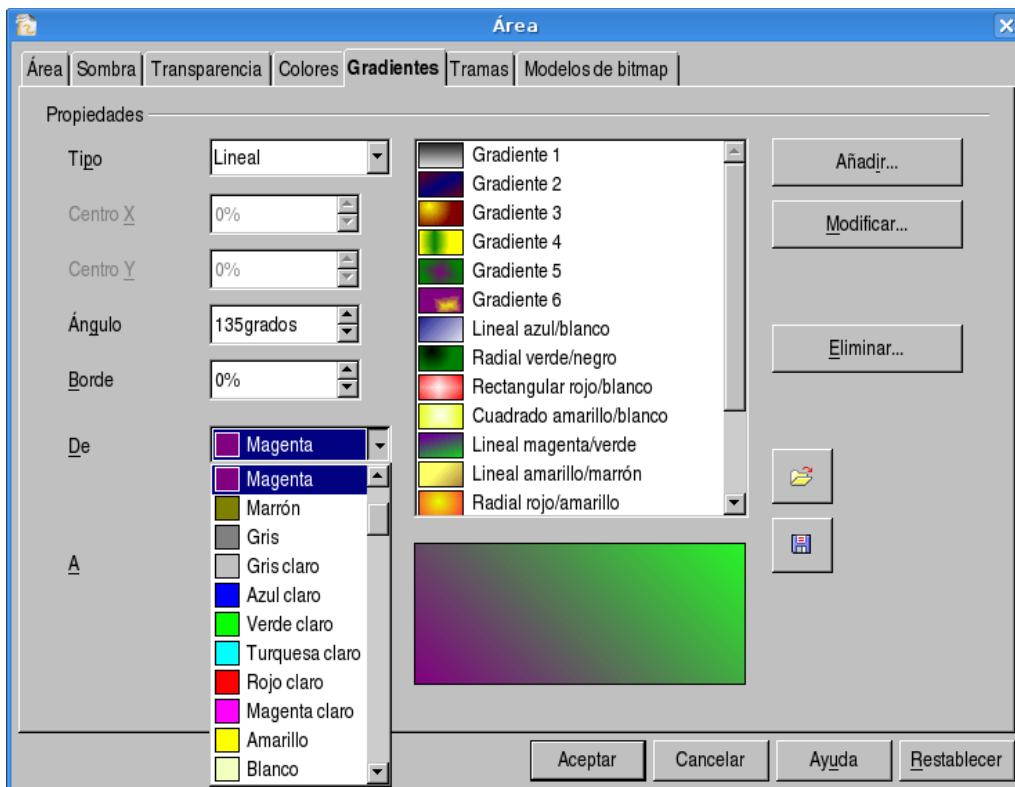 Área
Área Sombra Transparencia Colores Gradientes Tramas Modelos de bitmap
Propiedades
Tipo Lineal
Centro X 0%
Centro Y 0%
Ángulo 135grados
Borde 0%
De Magenta
Magenta
Marrón
Gris
Gris claro
Azul claro
Verde claro
Turquesa claro
Rojo claro
Magenta claro
Amarillo
Blanco
A
Gradiente 1
Gradiente 2
Gradiente 3
Gradiente 4
Gradiente 5
Gradiente 6
Lineal azul/blanco
Radial verde/negro
Rectangular rojo/blanco
Cuadrado amarillo/blanco
Lineal magenta/verde
Lineal amarillo/marrón
Radial rojo/amarillo
Añadir...
Modificar...
Eliminar...
Aceptar Cancelar Ayuda Restablecer